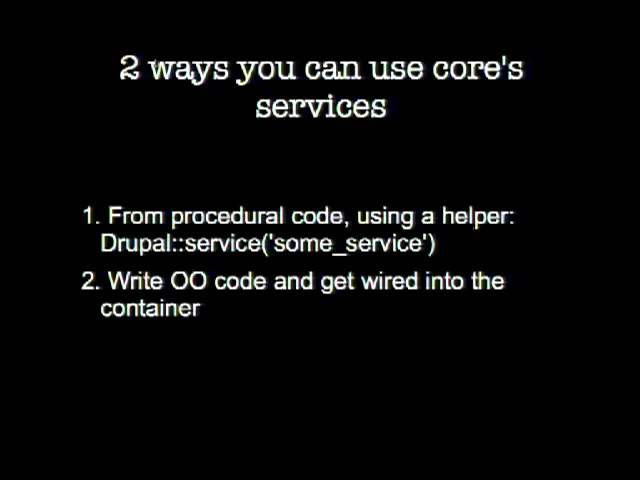 2 ways you can use core's
services
1. From procedural code, using a helper:
Drupal::service('some_service')
2. Write OO code and get wired into the
container